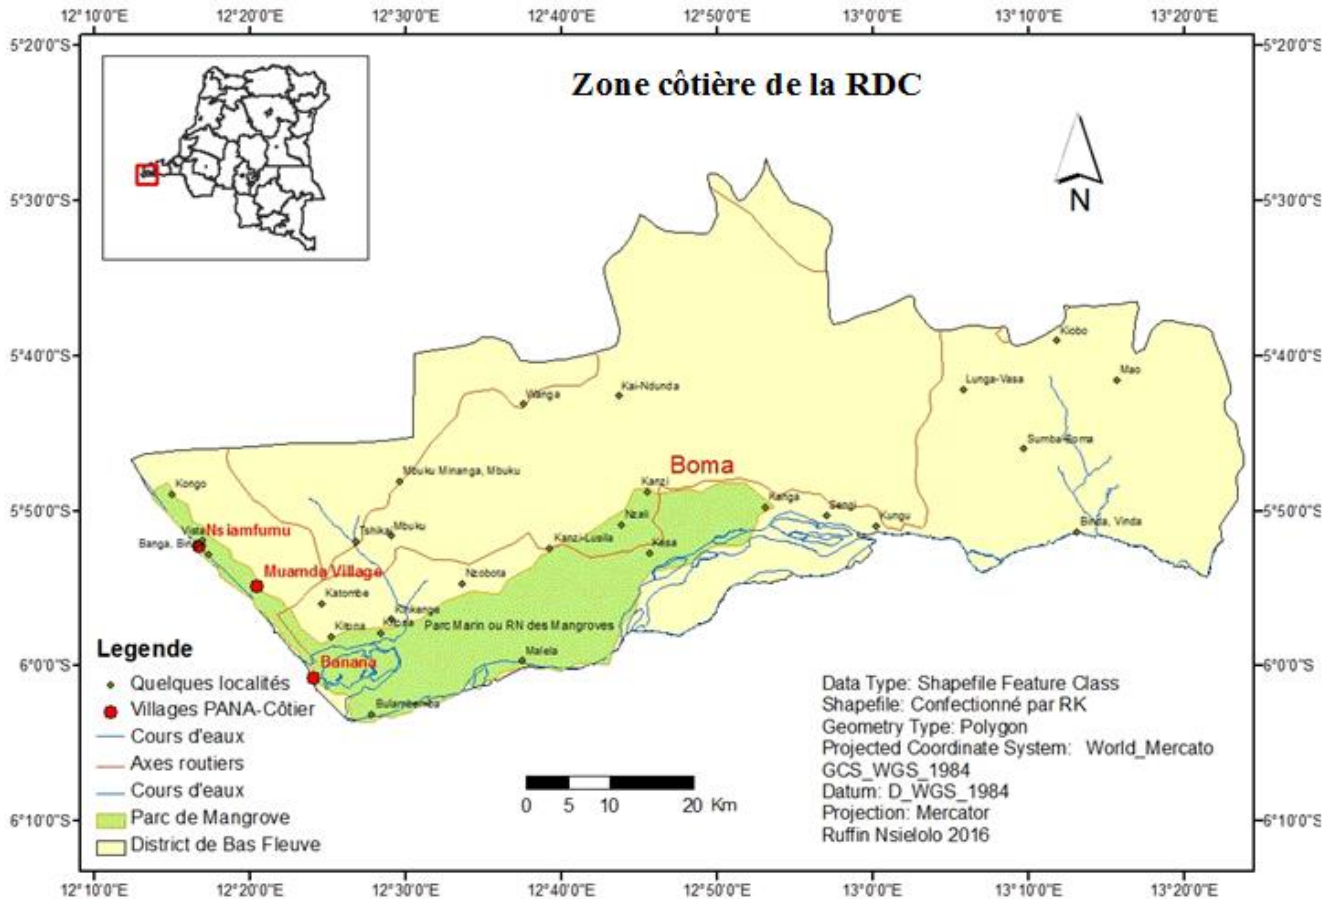 12°10'0"E 12°20'0"E 12°30'0"E 12°40'0"E 12°50'0"E 13°0'0"E 13°10'0"E 13°20'0"E
5°20'0"S 5°20'0"S
Zone côtière de la RDC
N
5°30'0"S 5°30'0"S
Kiobo
5°40'0"S 5°40'0"S
Mao
Lunga-Vasa
Kai-Ndunda
Wanga
Sumba-Boma
Boma
Mbuku Minanga, Mbuku
Kongo
Kanzi
Kanga
Sengi
5°50'0"S 5°50'0"S
Nzali
Kungu
Binda, Vinda
Vista
Nsiamfumu
Tshikai
Mbuku
Banga,
Kanzi-Lusila
Kasa
Muamda Village
Nzobota
Katombe
Kinkange
Kitona
Kitona
Parc Marin ou RN des Mangroves
Malela
Banana
6°0'0"S 6°0'0"S
Bulambemba
Legende
Quelques localités
Villages PANA-Côtier
Cours d'eaux
Axes routiers
Cours d'eaux
Parc de Mangrove
District de Bas Fleuve
0 5 10 20 Km
Data Type: Shapefile Feature Class
Shapefile: Confectionné par RK
Geometry Type: Polygon
Projected Coordinate System: World_Mercato
GCS_WGS_1984
Datum: D_WGS_1984
Projection: Mercator
Ruffin Nsielolo 2016
6°10'0"S 6°10'0"S
12°10'0"E 12°20'0"E 12°30'0"E 12°40'0"E 12°50'0"E 13°0'0"E 13°10'0"E 13°20'0"E